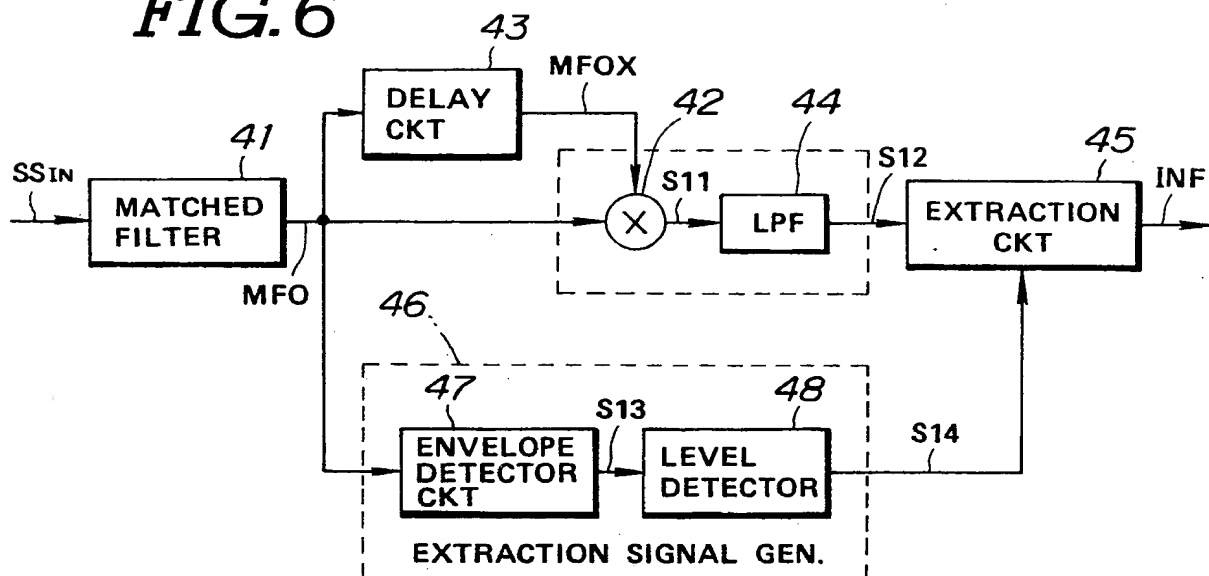 FIG. 6
43
DELAY
CKT
MFOX
42
44
41
SSIN
MATCHED
FILTER
MFO
X
S11
LPF
S12
45
EXTRACTION
CKT
INF
46
47
ENVELOPE
DETECTOR
CKT
S13
48
LEVEL
DETECTOR
S14
EXTRACTION SIGNAL GEN.